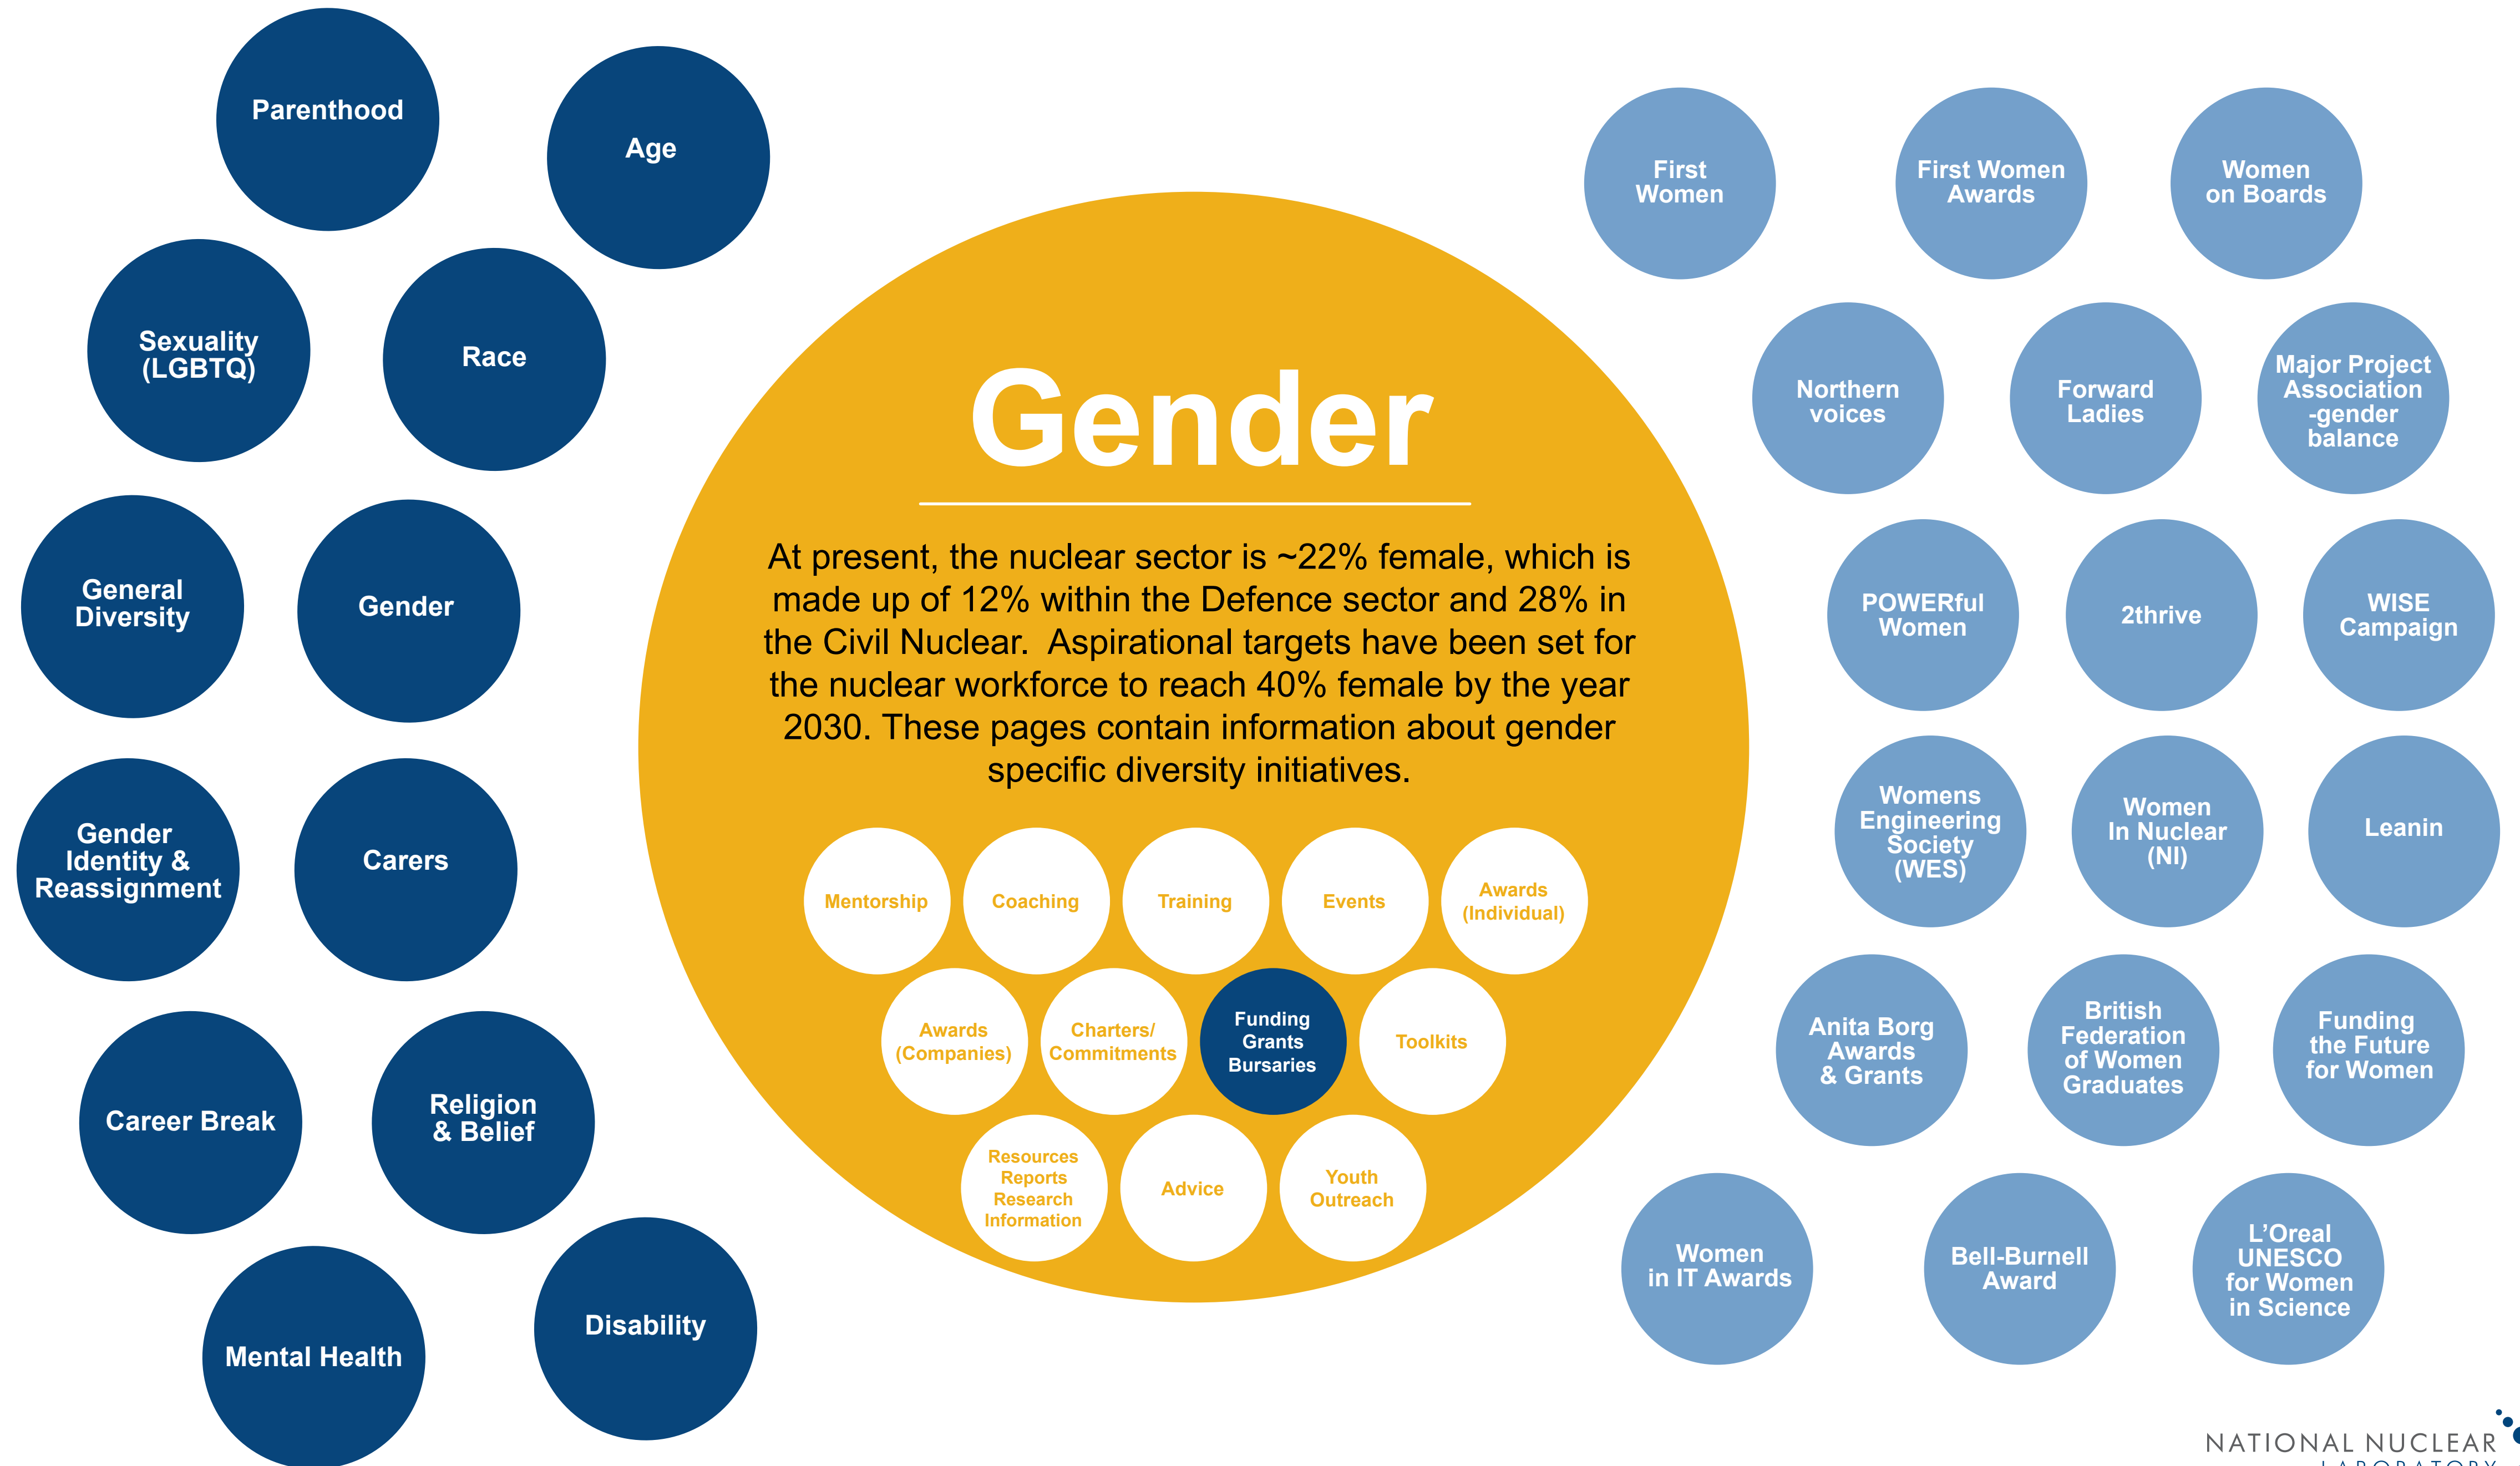 Parenthood
Age
Sexuality
(LGBTQ)
Race
General
Diversity
Gender
Gender
Identity &
Reassignment
Carers
Career Break
Religion
& Belief
Mental Health
Disability
Gender
At present, the nuclear sector is ~22% female, which is
made up of 12% within the Defence sector and 28% in
the Civil Nuclear.  Aspirational targets have been set for
the nuclear workforce to reach 40% female by the year
2030. These pages contain information about gender
specific diversity initiatives.
Mentorship
Coaching
Training
Events
Awards
(Individual)
Awards
(Companies)
Charters/
Commitments
Funding
Grants
Bursaries
Toolkits
Resources
Reports
Research
Information
Advice
Youth
Outreach
First
Women
First Women
Awards
Women
on Boards
Northern
voices
Forward
Ladies
Major Project
Association
-gender
balance
POWERful
Women
2thrive
WISE
Campaign
Womens
Engineering
Society
(WES)
Women
In Nuclear
(NI)
Leanin
Anita Borg
Awards
& Grants
British
Federation
of Women
Graduates
Funding
the Future
for Women
Women
in IT Awards
Bell-Burnell
Award
L’Oreal
UNESCO
for Women
in Science
NATIONAL NUCLEAR
LABORATORY